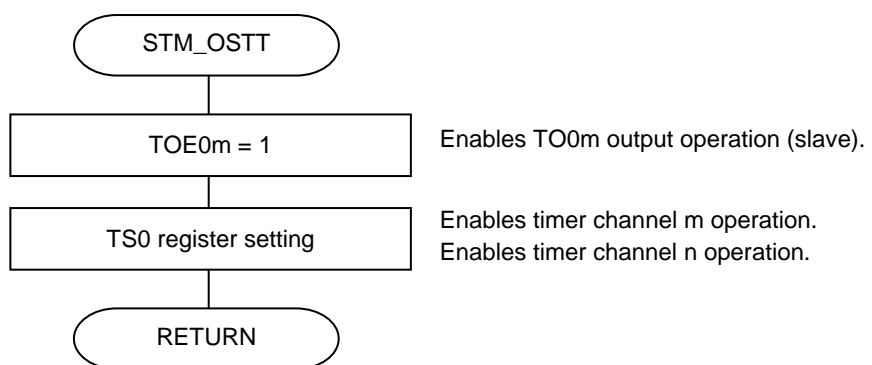 STM_OSTT
TOE0m = 1
Enables TO0m output operation (slave).
TS0 register setting
Enables timer channel m operation.
Enables timer channel n operation.
RETURN